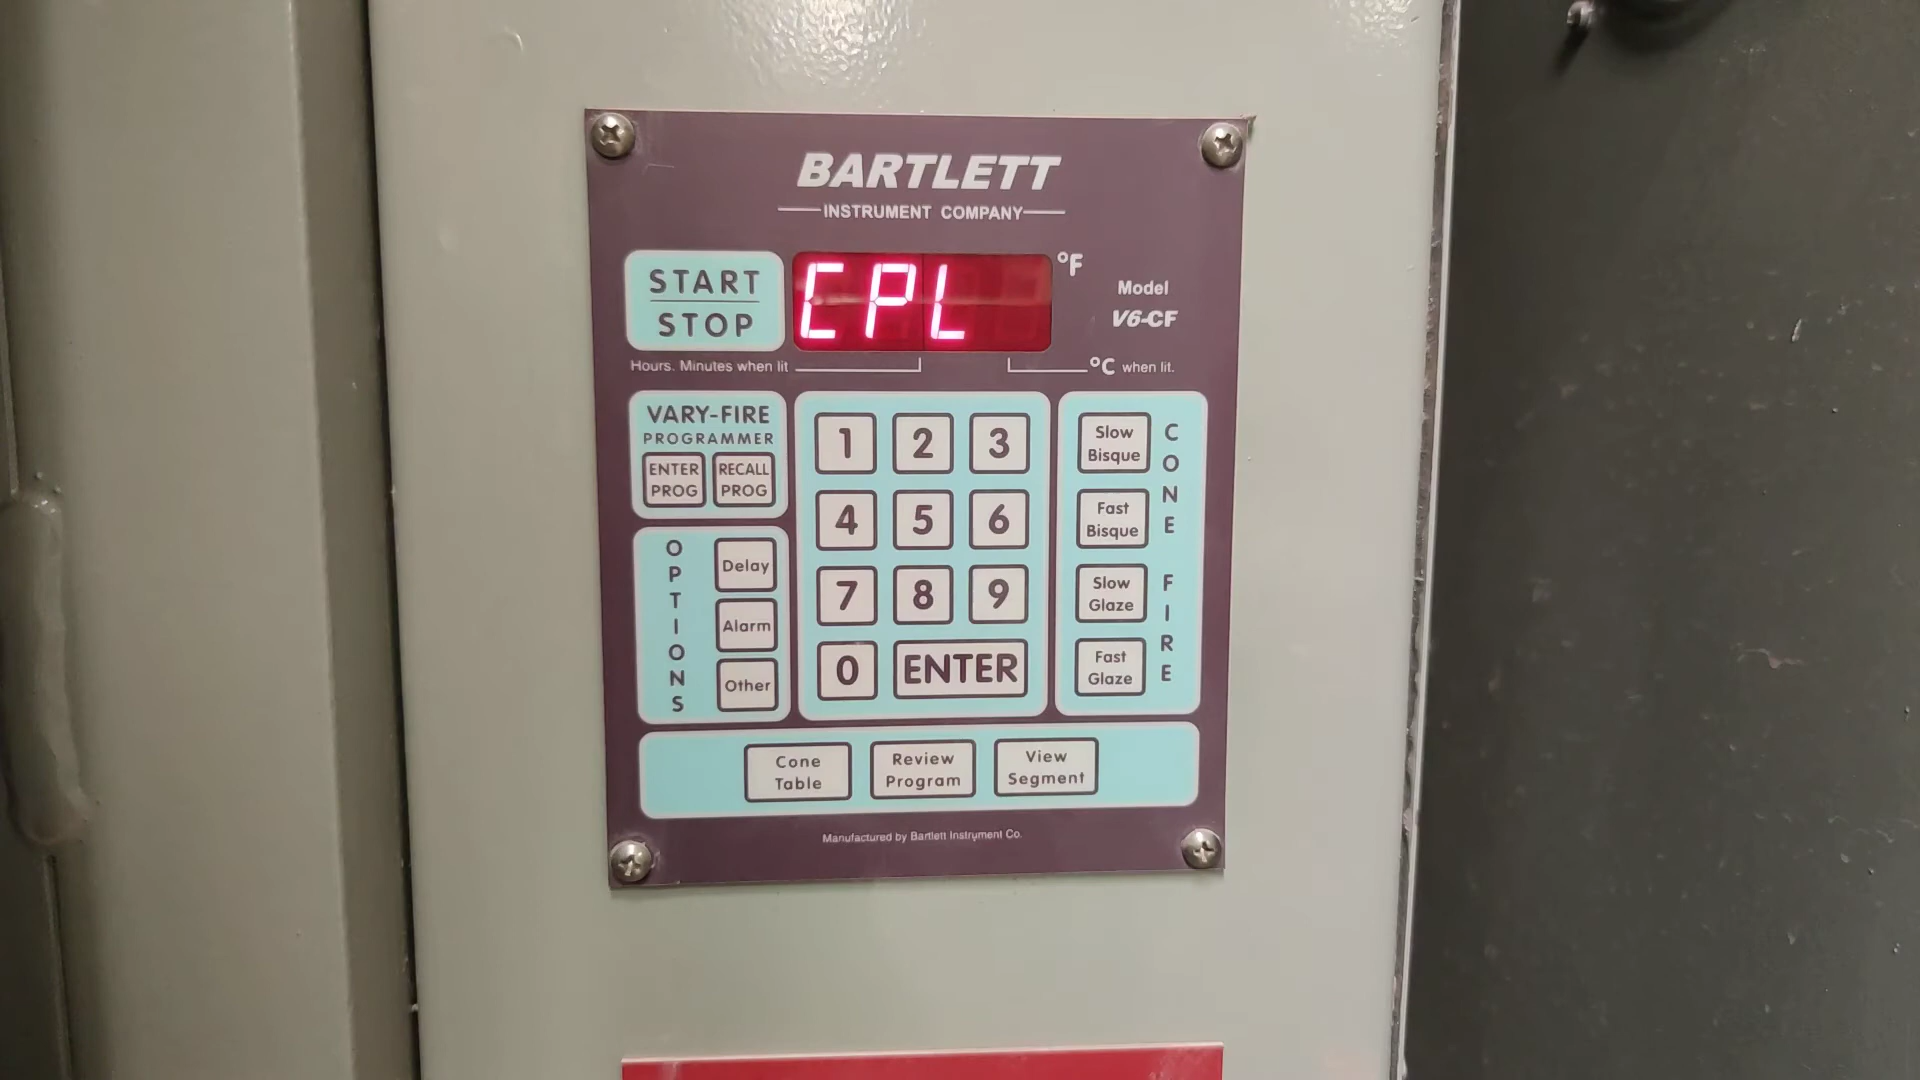 BARTLETT
INSTRUMENT COMPANY
START
STOP
CPL
°F
Model
V6-CF
Hours. Minutes when lit
°C when lit.
VARY-FIRE
PROGRAMMER
ENTER
PROG
RECALL
PROG
OPTIONS
Delay
Alarm
Other
1 2 3
4 5 6
7 8 9
0 ENTER
Slow
Bisque
Fast
Bisque
Slow
Glaze
Fast
Glaze
CONE FIRE
Cone
Table
Review
Program
View
Segment
Manufactured by Bartlett Instrument Co.